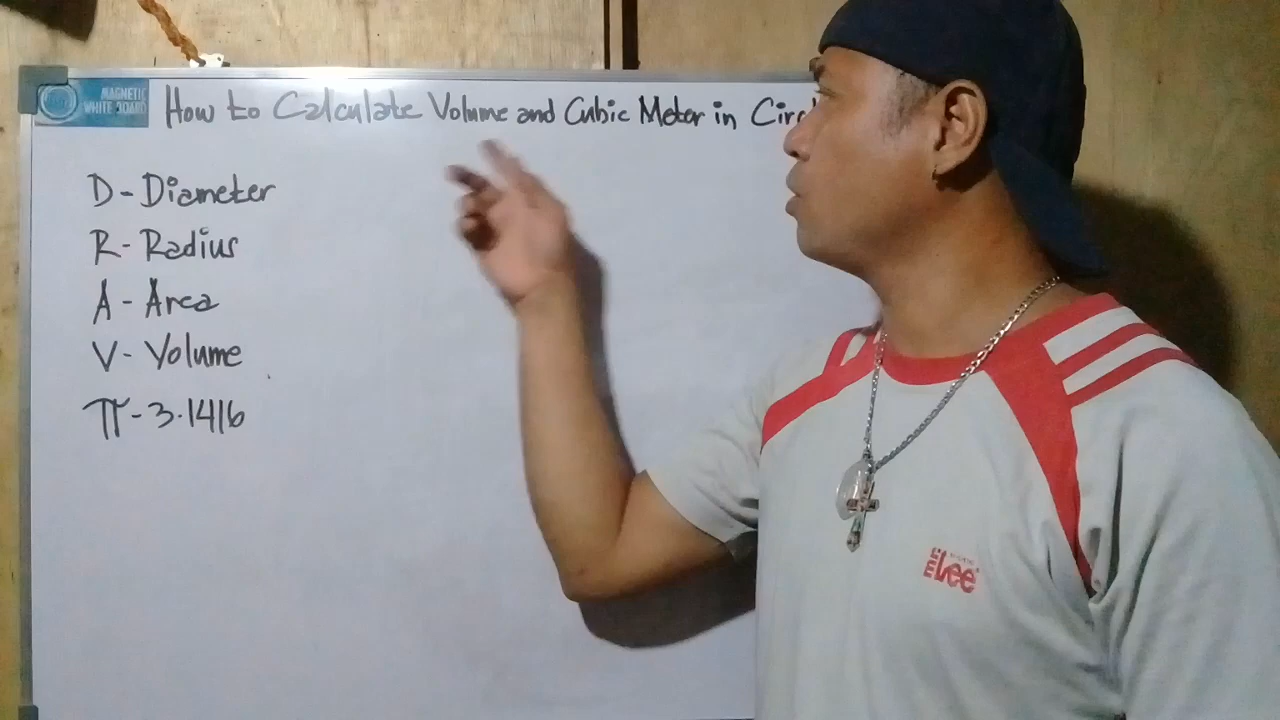 MAGNETIC
WHITE BOARD
How to Calculate Volume and Cubic Meter in Circ
D - Diameter
R - Radius
A - Area
V - Volume
π - 3.1416
Lee